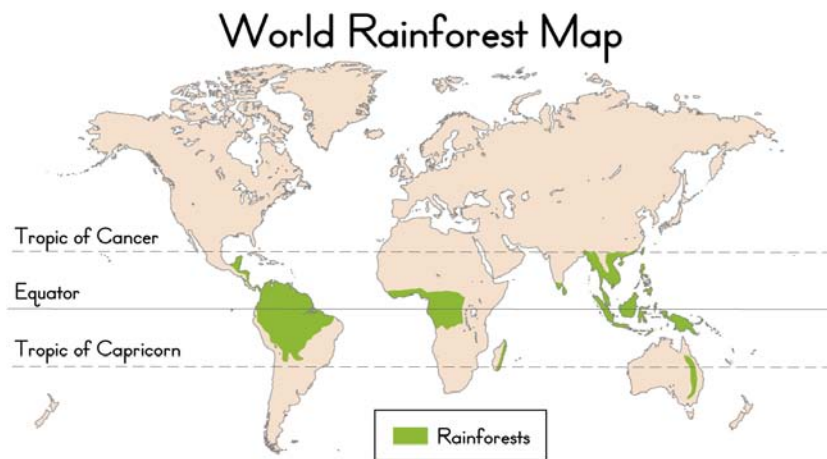 World Rainforest Map
Tropic of Cancer
Equator
Tropic of Capricorn
Rainforests